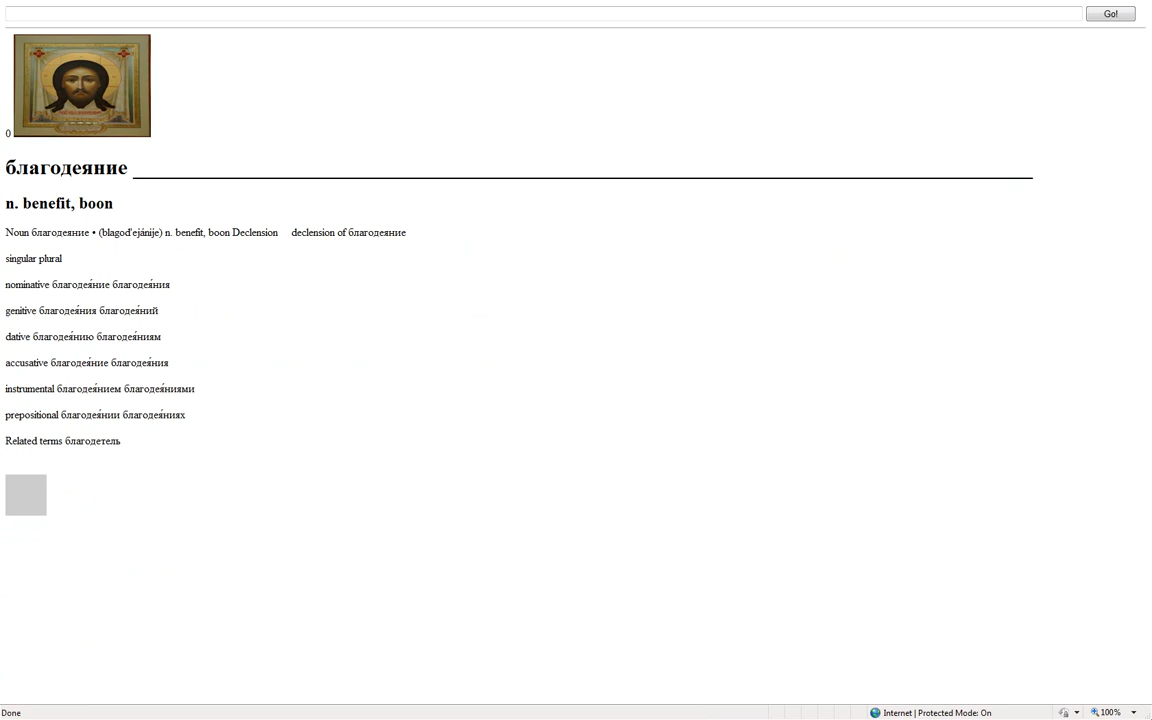 Go!
0
благодеяние
n. benefit, boon
Noun благодеяние • (blagod'ejánije) n. benefit, boon Declension declension of благодеяние
singular plural
nominative благодея́ние благодея́ния
genitive благодея́ния благодея́ний
dative благодея́нию благодея́ниям
accusative благодея́ние благодея́ния
instrumental благодея́нием благодея́ниями
prepositional благодея́нии благодея́ниях
Related terms благодетель
Done
Internet | Protected Mode: On
100%